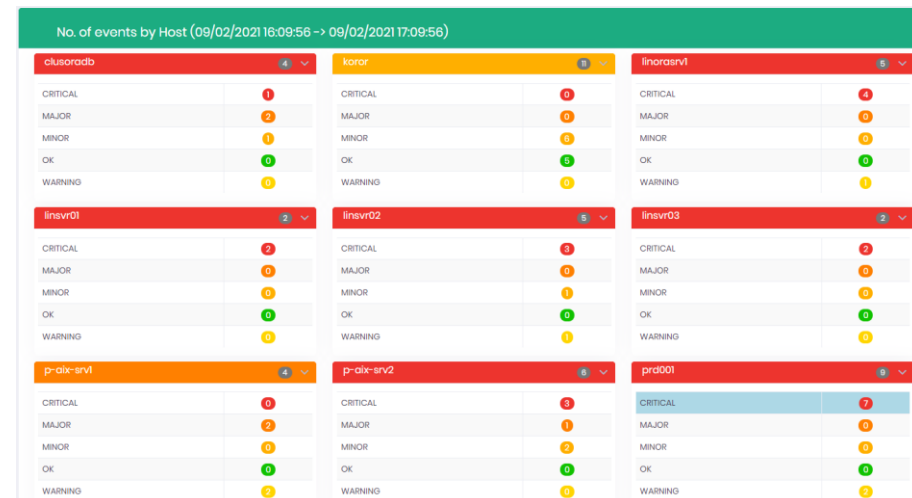 No. of events by Host (09/02/2021 16:09:56 -> 09/02/2021 17:09:56)
clusoradb 4
CRITICAL 1
MAJOR 2
MINOR 1
OK 0
WARNING 0
koror 11
CRITICAL 0
MAJOR 0
MINOR 6
OK 5
WARNING 0
linorasrv1 5
CRITICAL 4
MAJOR 0
MINOR 0
OK 0
WARNING 1
linsvr01 2
CRITICAL 2
MAJOR 0
MINOR 0
OK 0
WARNING 0
linsvr02 5
CRITICAL 3
MAJOR 0
MINOR 1
OK 0
WARNING 1
linsvr03 2
CRITICAL 2
MAJOR 0
MINOR 0
OK 0
WARNING 0
p-aix-srv1 4
CRITICAL 0
MAJOR 2
MINOR 0
OK 0
WARNING 2
p-aix-srv2 6
CRITICAL 3
MAJOR 1
MINOR 2
OK 0
WARNING 0
prd001 9
CRITICAL 7
MAJOR 0
MINOR 0
OK 0
WARNING 2